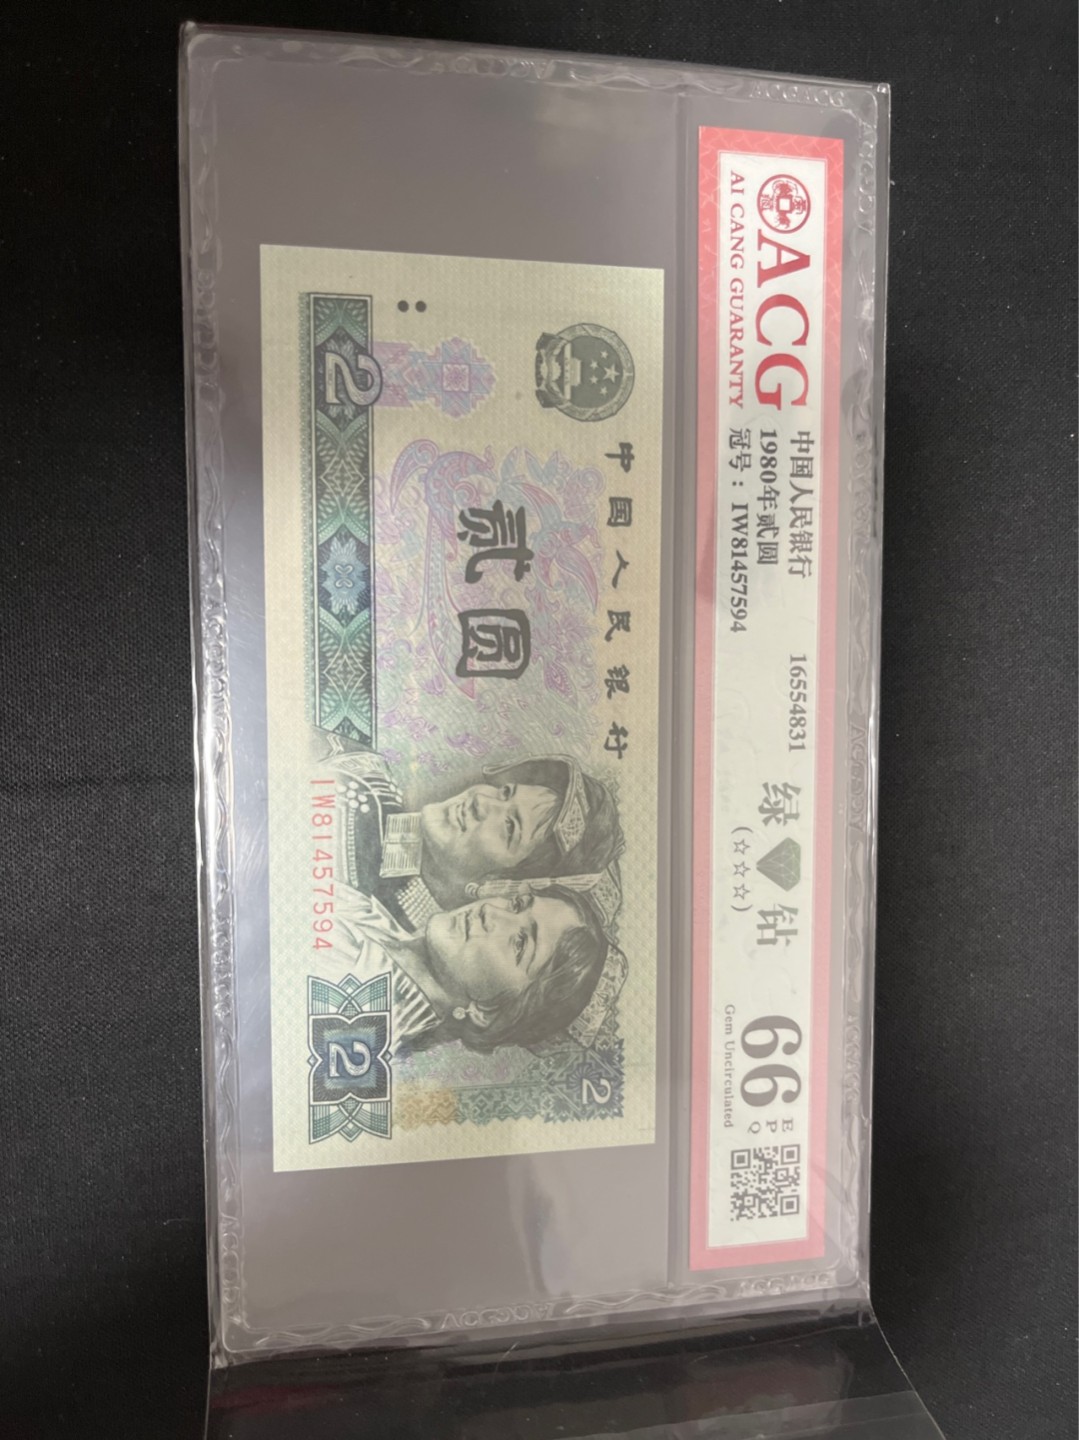 ACG
AI CANG GUARANTY
中国人民银行
1980年贰圆
冠号：IW81457594
16554831
绿钻
(☆☆☆)
66
EPQ
Gem Uncirculated
中国人民银行
贰圆
2
IW81457594
2
2